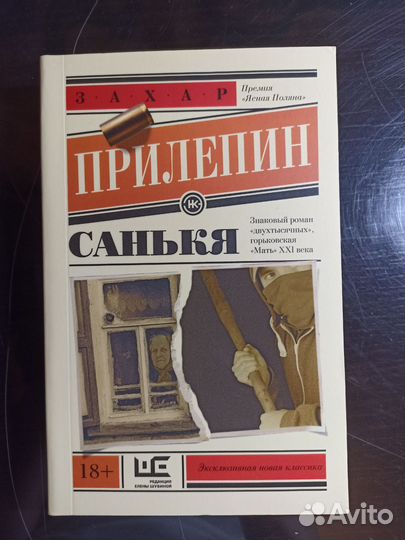 З·А·Х·А·Р
Премия
«Ясная Поляна»
ПРИЛЕПИН
НК
САНЬКЯ
Знаковый роман
«двухтысячных»,
горьковская
«Мать» XXI века
18+
РЕДАКЦИЯ
ЕЛЕНЫ ШУБИНОЙ
Эксклюзивная новая классика
Avito